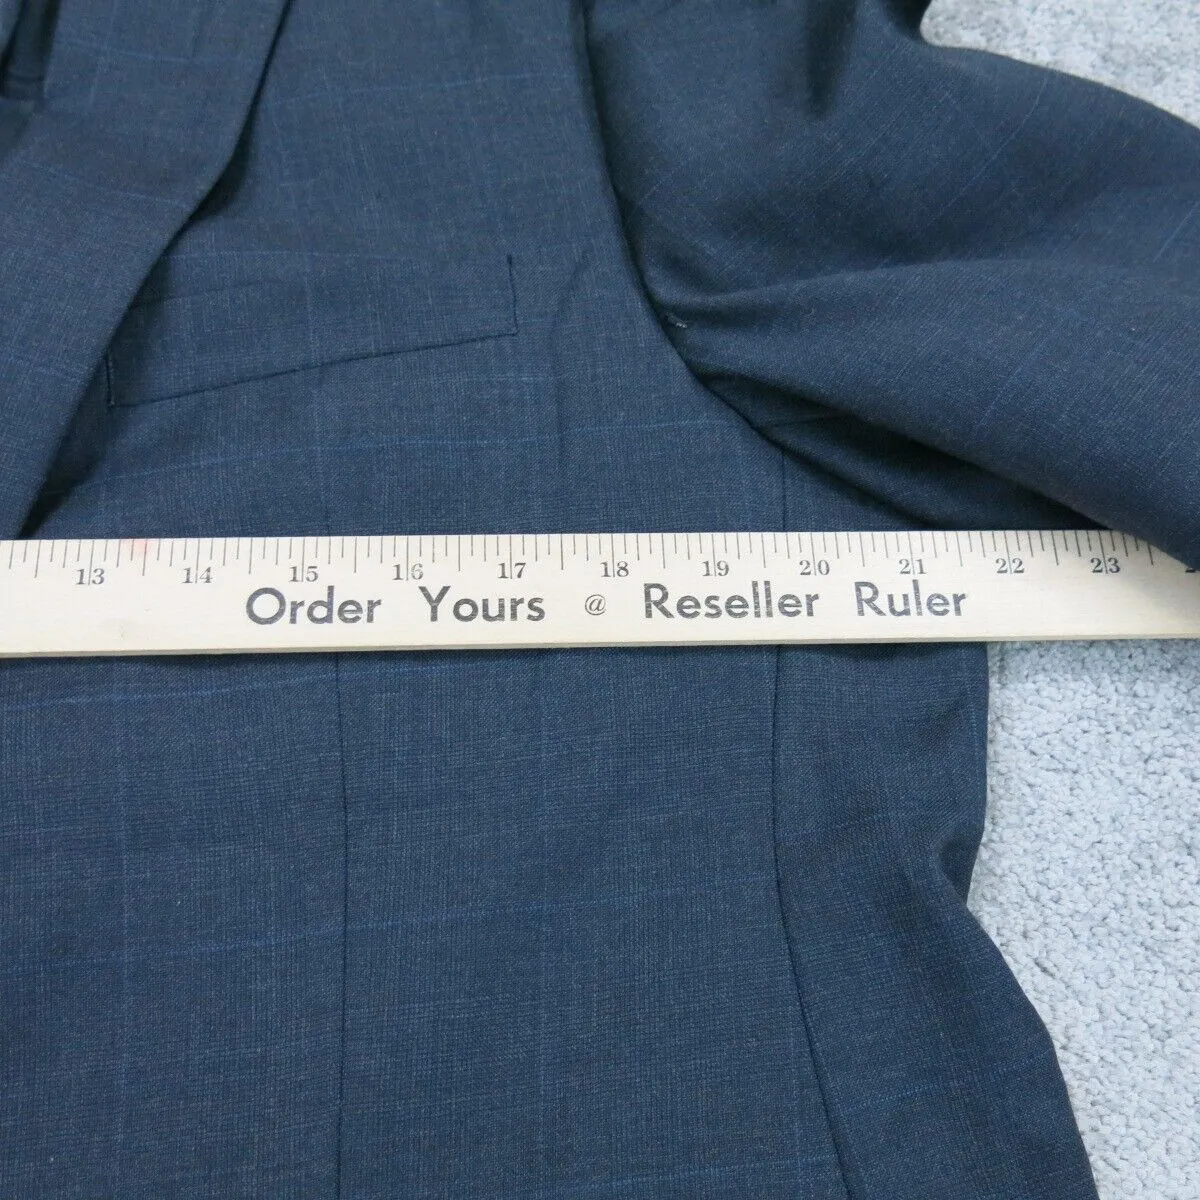 13 14 15 16 17 18 19 20 21 22 23
Order Yours @ Reseller Ruler